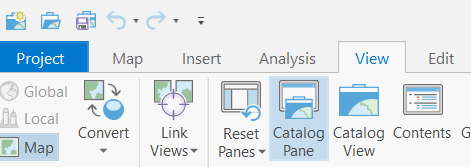 Project Map Insert Analysis View Edit
Global
Local
Map
Convert
Link Views
Reset Panes
Catalog Pane
Catalog View
Contents